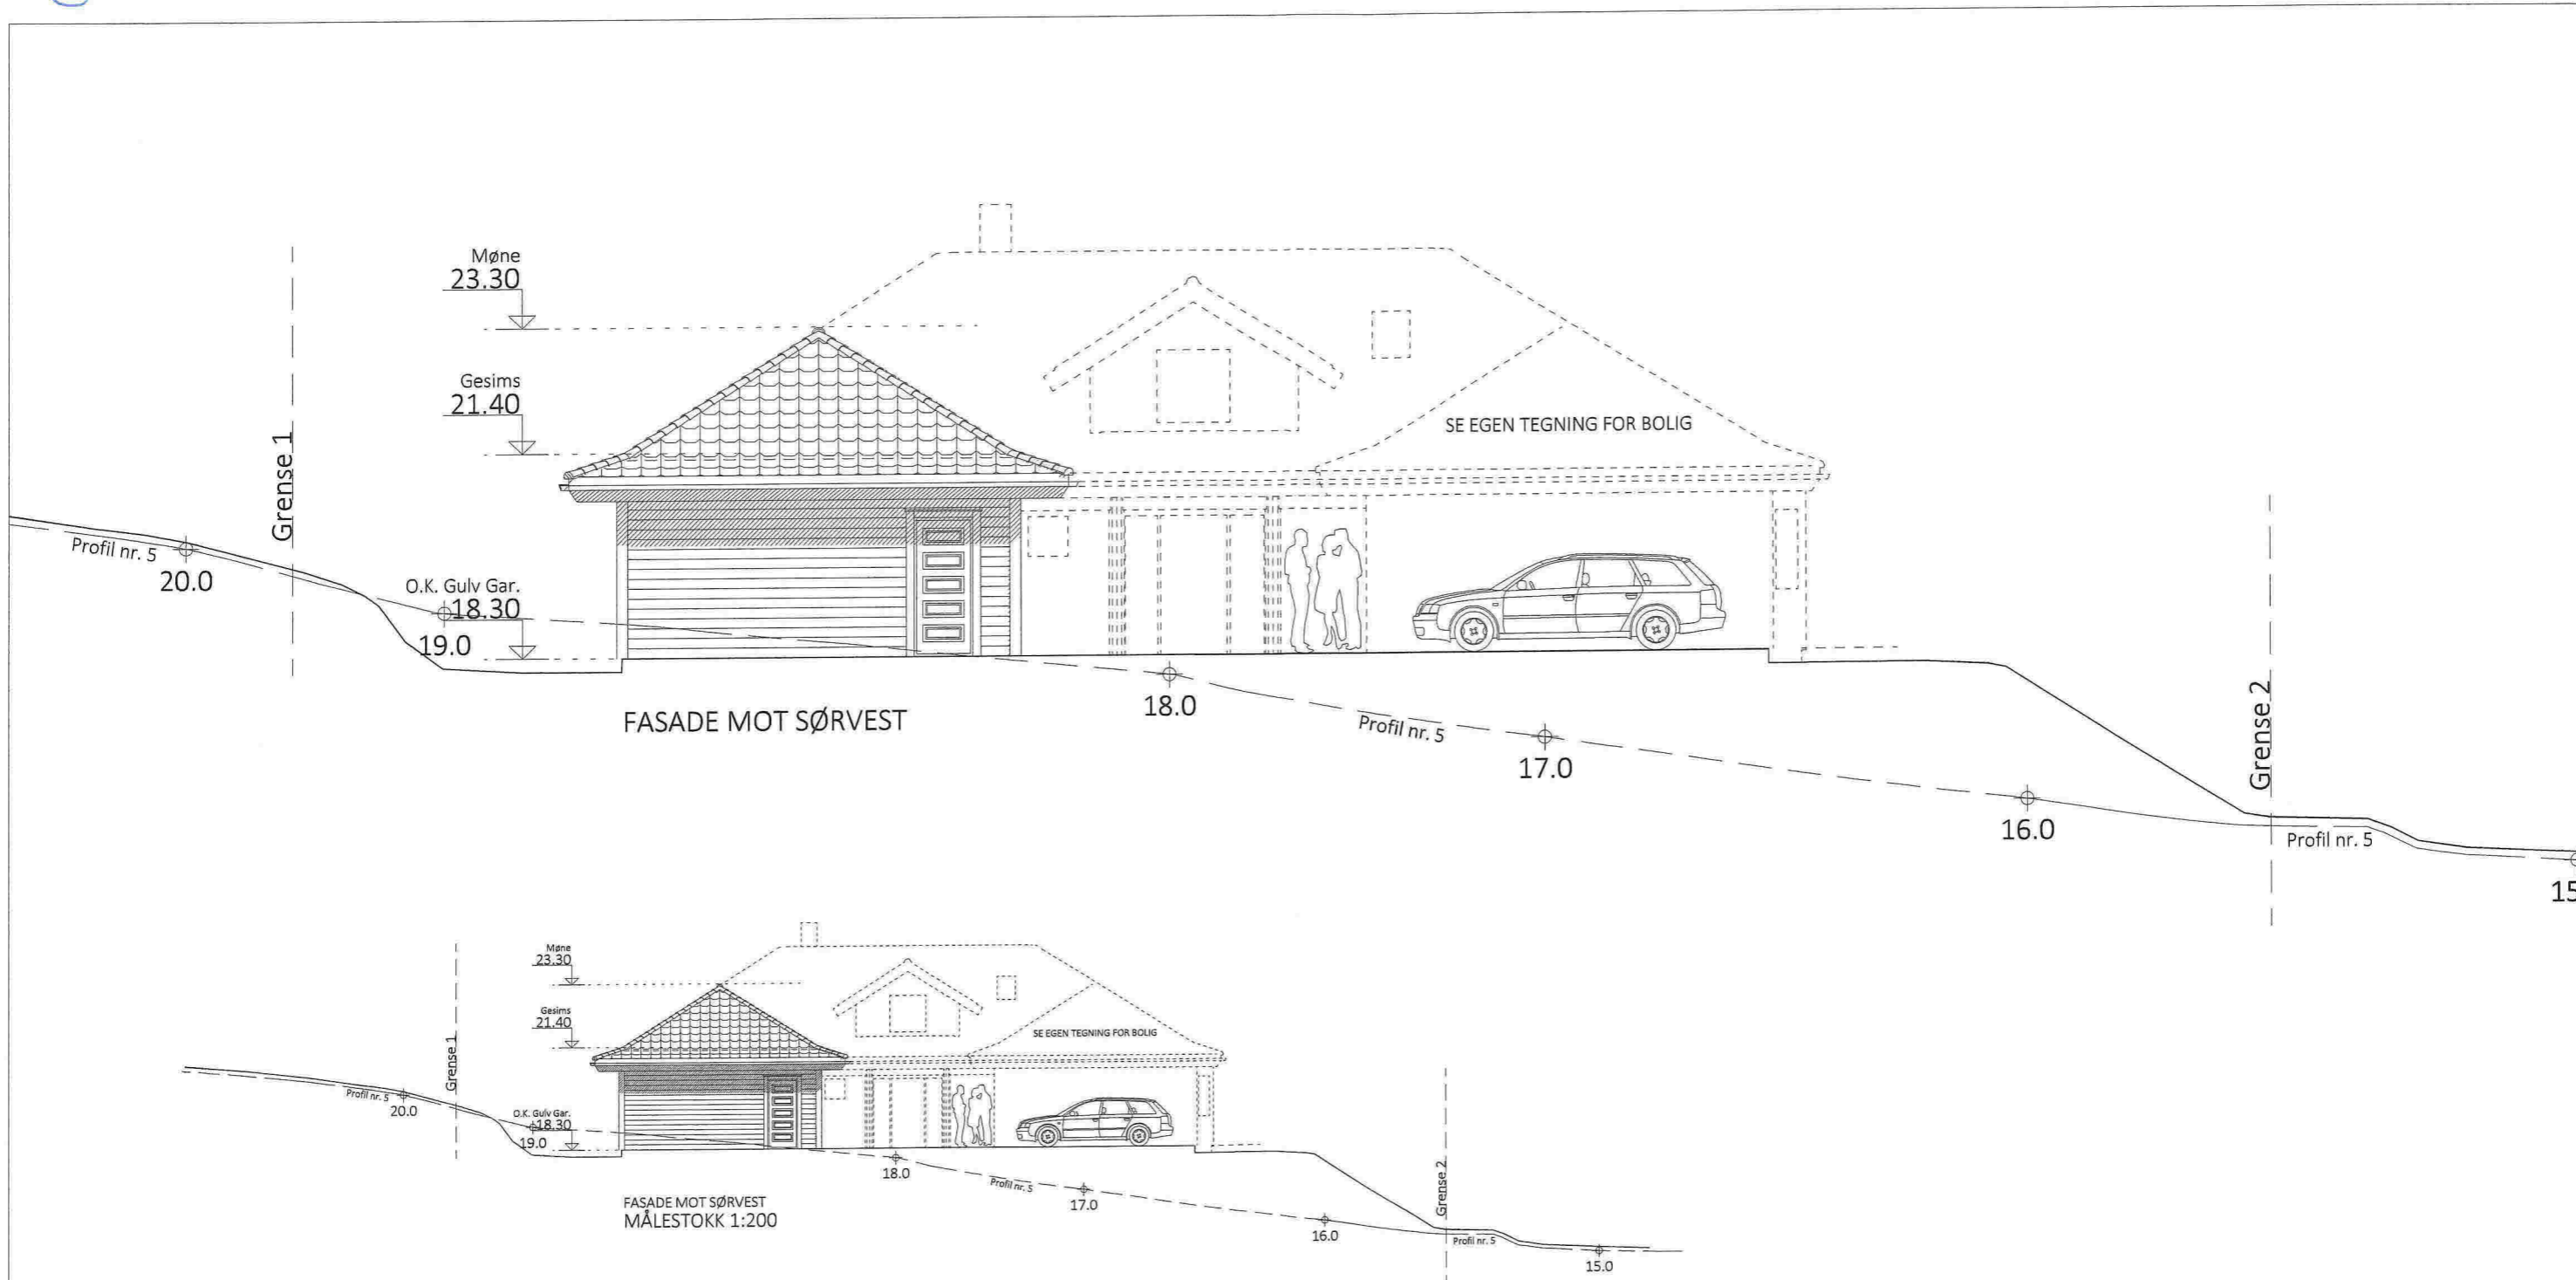 Møne
23.30
Gesims
21.40
SE EGEN TEGNING FOR BOLIG
Grense 1
Profil nr. 5
20.0
O.K. Gulv Gar.
18.30
19.0
FASADE MOT SØRVEST
18.0
Profil nr. 5
17.0
Grense 2
16.0
Profil nr. 5
15
Møne
23.30
Gesims
21.40
SE EGEN TEGNING FOR BOLIG
Grense 1
Profil nr. 5
20.0
O.K. Gulv Gar.
18.30
19.0
18.0
Profil nr. 5
17.0
Grense 2
FASADE MOT SØRVEST
MÅLESTOKK 1:200
16.0
Profil nr. 5
15.0